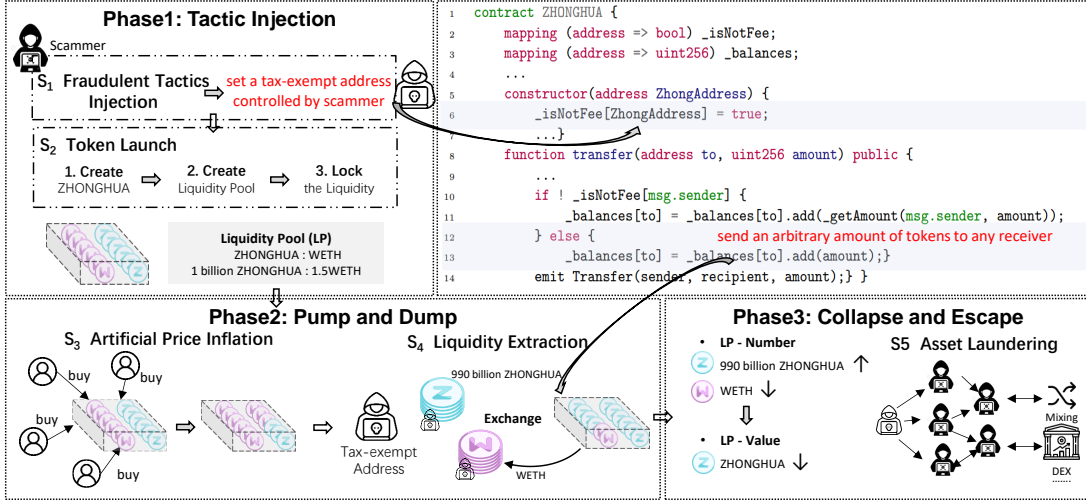 Phase1: Tactic Injection
Scammer
S1 Fraudulent Tactics
Injection
set a tax-exempt address
controlled by scammer
S2 Token Launch
1. Create
ZHONGHUA
2. Create
Liquidity Pool
3. Lock
the Liquidity
Liquidity Pool (LP)
ZHONGHUA : WETH
1 billion ZHONGHUA : 1.5WETH
1 contract ZHONGHUA {
2 mapping (address => bool) _isNotFee;
3 mapping (address => uint256) _balances;
4 ...
5 constructor(address ZhongAddress) {
6 _isNotFee[ZhongAddress] = true;
7 ...}
8 function transfer(address to, uint256 amount) public {
9 ...
10 if ! _isNotFee[msg.sender] {
11 _balances[to] = _balances[to].add(_getAmount(msg.sender, amount));
12 } else { send an arbitrary amount of tokens to any receiver
13 _balances[to] = _balances[to].add(amount);}
14 emit Transfer(sender, recipient, amount);} }
Phase2: Pump and Dump
S3 Artificial Price Inflation
buy
buy
buy
buy
Tax-exempt
Address
S4 Liquidity Extraction
990 billion ZHONGHUA
Exchange
WETH
Phase3: Collapse and Escape
• LP - Number
990 billion ZHONGHUA ↑
WETH ↓
• LP - Value
ZHONGHUA ↓
S5 Asset Laundering
Mixing
DEX
......